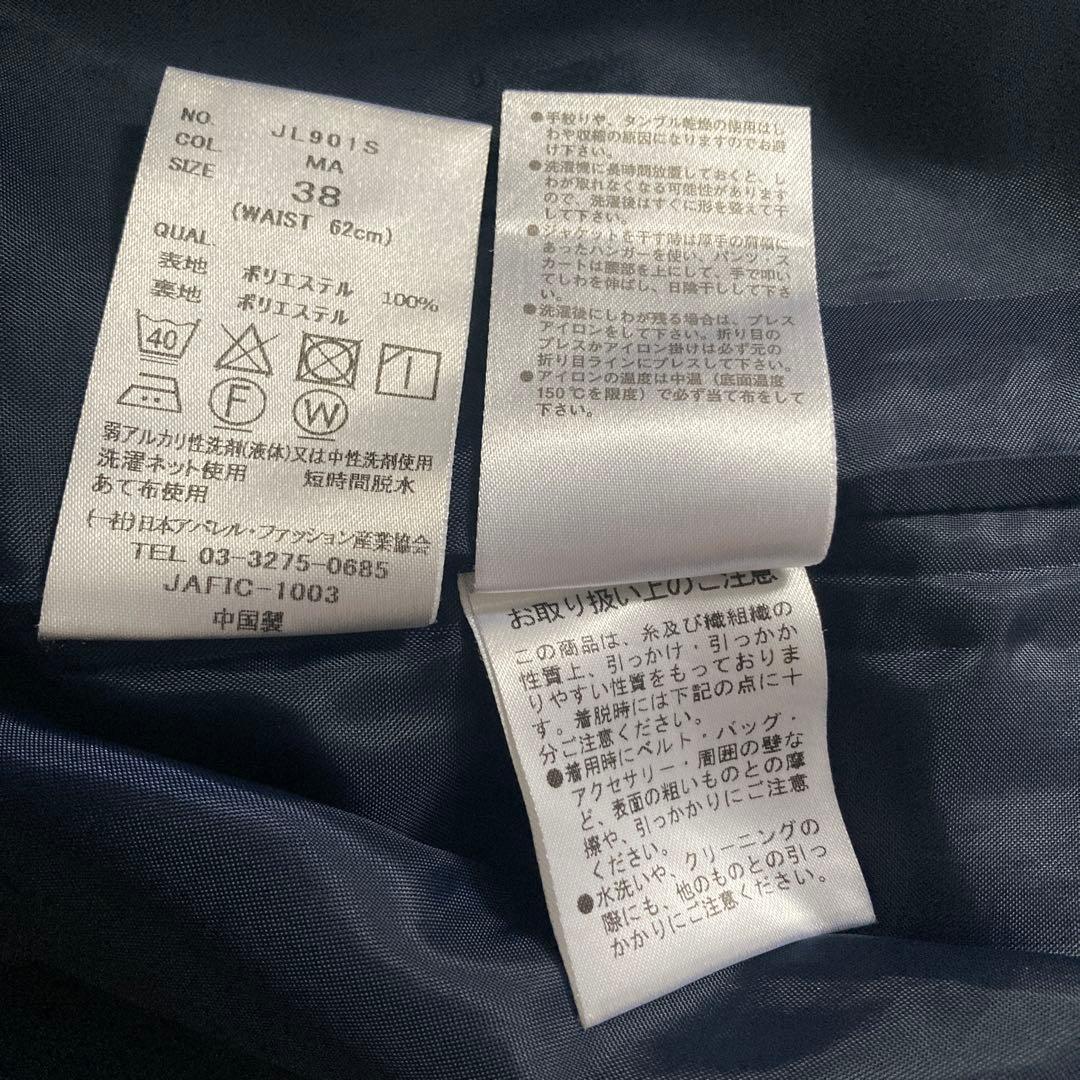 NO. JL901S
COL. MA
SIZE 38
(WAIST 62cm)
QUAL.
表地 ポリエステル 100%
裏地 ポリエステル
40
F W
弱アルカリ性洗剤(液体)又は中性洗剤使用
洗濯ネット使用 短時間脱水
あて布使用
(一社)日本アパレル・ファッション産業協会
TEL 03-3275-0685
JAFIC-1003
中国製
●手絞りや、タンブル乾燥の使用はし
わや収縮の原因になりますのでお避
け下さい。
●洗濯機に長時間放置しておくと、し
わが取れなくなる可能性があります
ので、洗濯後はすぐに形を整えて干
して下さい。
●ジャケットを干す時は厚手の肩幅に
あったハンガーを使い、パンツ・ス
カートは腰部を上にして、手で叩い
てしわを伸ばし、日陰干しして下さ
い。
●洗濯後にしわが残る場合は、プレス
アイロンをして下さい。折り目の
プレスかアイロン掛けは必ず元の
折り目ラインにプレスして下さい。
●アイロンの温度は中温(底面温度
150℃を限度)で必ず当て布をして
下さい。
お取り扱い上のご注意
この商品は、糸及び織組織の
性質上、引っかけ・引っかか
りやすい性質をもっておりま
す。着脱時には下記の点に十
分ご注意ください。
●着用時にベルト・バッグ・
アクセサリー・周囲の壁な
ど、表面の粗いものとの摩
擦や、引っかかりにご注意
ください。
●水洗いや、クリーニングの
際にも、他のものとの引っ
かかりにご注意ください。